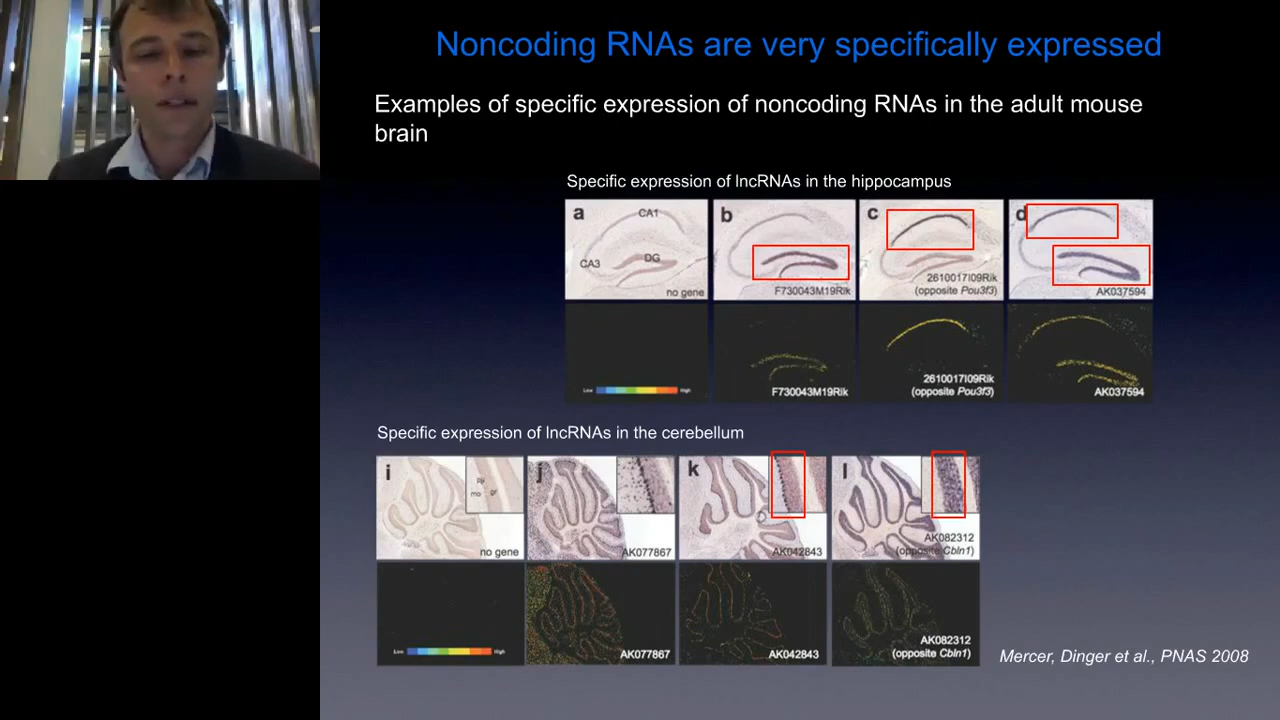 Noncoding RNAs are very specifically expressed
Examples of specific expression of noncoding RNAs in the adult mouse
brain
Specific expression of lncRNAs in the hippocampus
a
CA1
CA3
DG
no gene
b
F730043M19Rik
c
2610017I09Rik
(opposite Pou3f3)
d
AK037594
Low
High
F730043M19Rik
2610017I09Rik
(opposite Pou3f3)
AK037594
Specific expression of lncRNAs in the cerebellum
i
mo
gr
no gene
j
AK077867
k
AK042843
l
AK082312
(opposite Cbln1)
Low
High
AK077867
AK042843
AK082312
(opposite Cbln1)
Mercer, Dinger et al., PNAS 2008